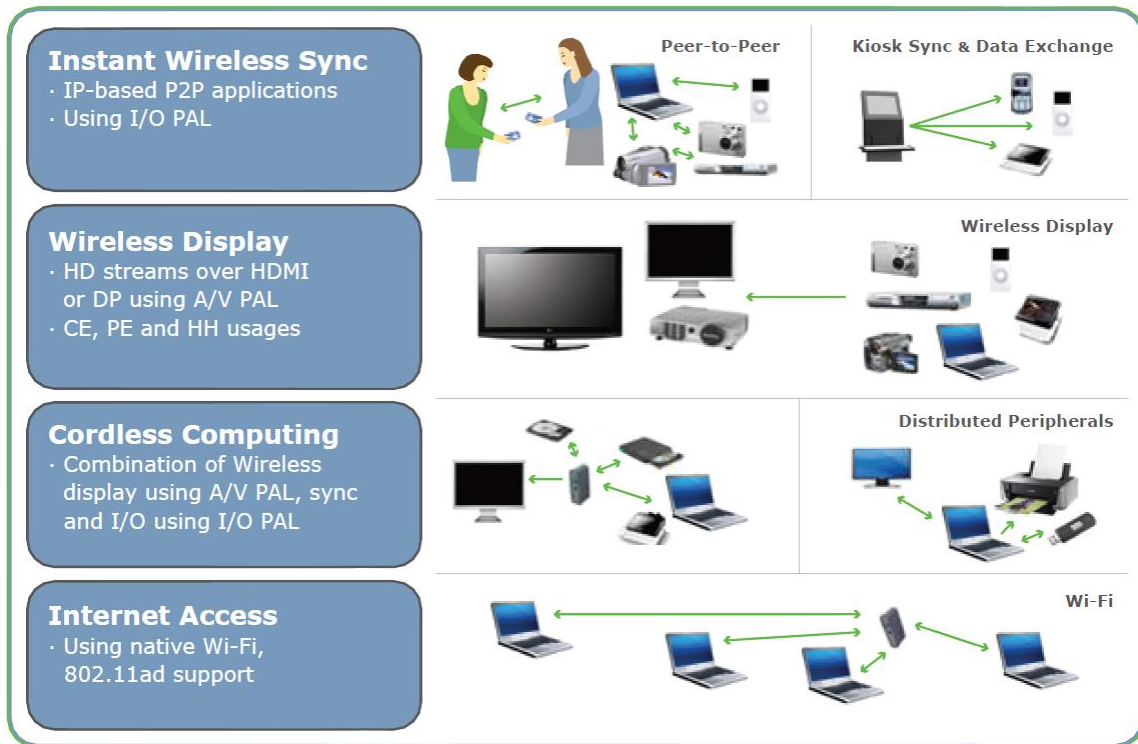 Instant Wireless Sync
· IP-based P2P applications
· Using I/O PAL
Peer-to-Peer
Kiosk Sync & Data Exchange
Wireless Display
· HD streams over HDMI
or DP using A/V PAL
· CE, PE and HH usages
Wireless Display
Cordless Computing
· Combination of Wireless
display using A/V PAL, sync
and I/O using I/O PAL
Distributed Peripherals
Internet Access
· Using native Wi-Fi,
802.11ad support
Wi-Fi